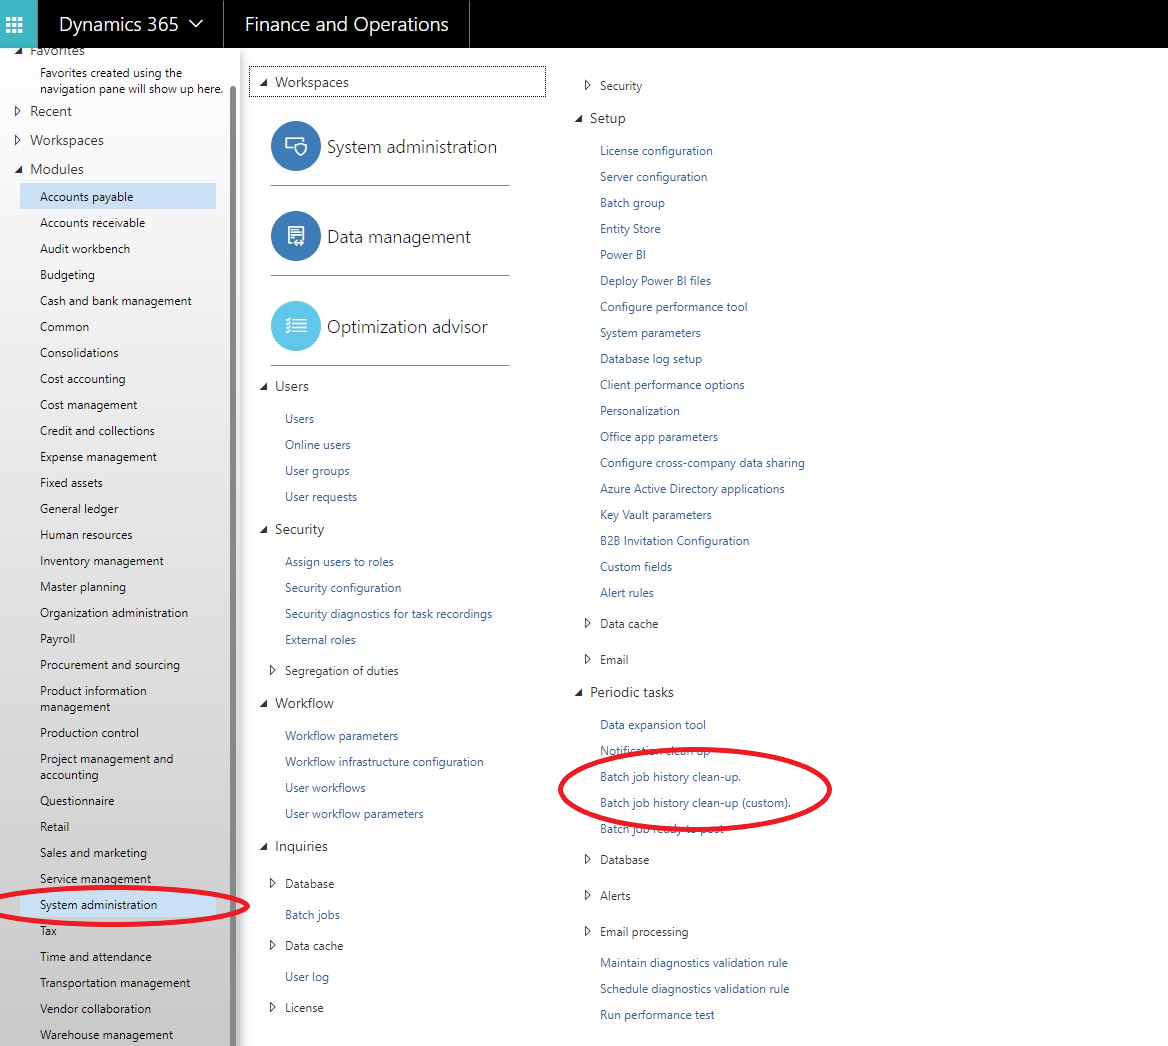 Dynamics 365
Finance and Operations
Favorites
Favorites created using the
navigation pane will show up here.
Recent
Workspaces
Modules
Accounts payable
Accounts receivable
Audit workbench
Budgeting
Cash and bank management
Common
Consolidations
Cost accounting
Cost management
Credit and collections
Expense management
Fixed assets
General ledger
Human resources
Inventory management
Master planning
Organization administration
Payroll
Procurement and sourcing
Product information
management
Production control
Project management and
accounting
Questionnaire
Retail
Sales and marketing
Service management
System administration
Tax
Time and attendance
Transportation management
Vendor collaboration
Warehouse management
Workspaces
System administration
Data management
Optimization advisor
Users
Users
Online users
User groups
User requests
Security
Assign users to roles
Security configuration
Security diagnostics for task recordings
External roles
Segregation of duties
Workflow
Workflow parameters
Workflow infrastructure configuration
User workflows
User workflow parameters
Inquiries
Database
Batch jobs
Data cache
User log
License
Security
Setup
License configuration
Server configuration
Batch group
Entity Store
Power BI
Deploy Power BI files
Configure performance tool
System parameters
Database log setup
Client performance options
Personalization
Office app parameters
Configure cross-company data sharing
Azure Active Directory applications
Key Vault parameters
B2B Invitation Configuration
Custom fields
Alert rules
Data cache
Email
Periodic tasks
Data expansion tool
Notification clean up
Batch job history clean-up.
Batch job history clean-up (custom).
Batch job ready to post
Database
Alerts
Email processing
Maintain diagnostics validation rule
Schedule diagnostics validation rule
Run performance test